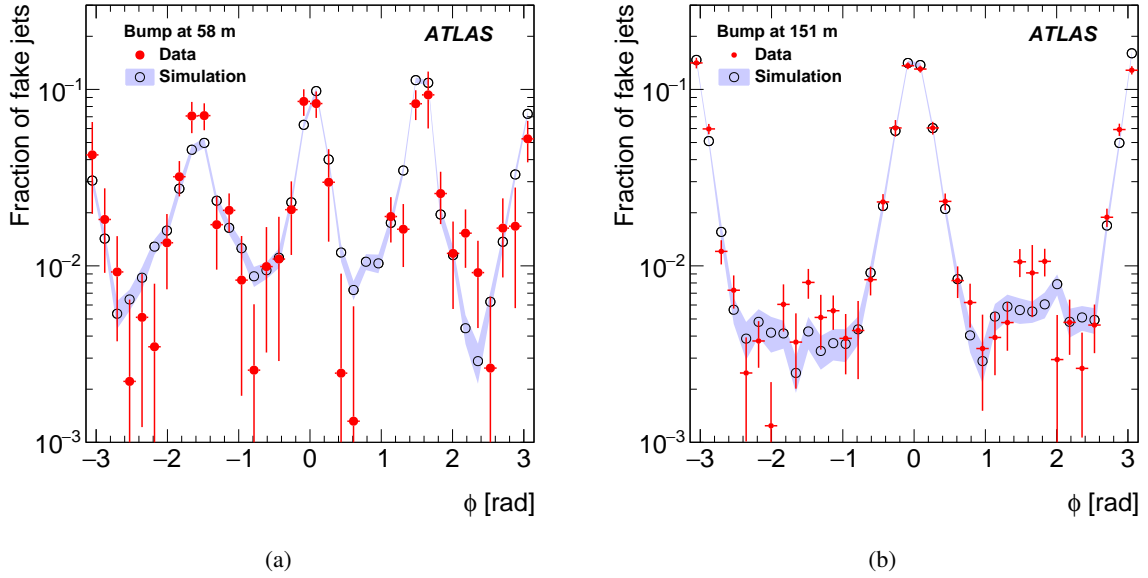 Fraction of fake jets
Bump at 58 m
ATLAS
Data
Simulation
10⁻¹
10⁻²
10⁻³
−3 −2 −1 0 1 2 3
ϕ [rad]
(a)
Fraction of fake jets
Bump at 151 m
ATLAS
Data
Simulation
10⁻¹
10⁻²
10⁻³
−3 −2 −1 0 1 2 3
ϕ [rad]
(b)